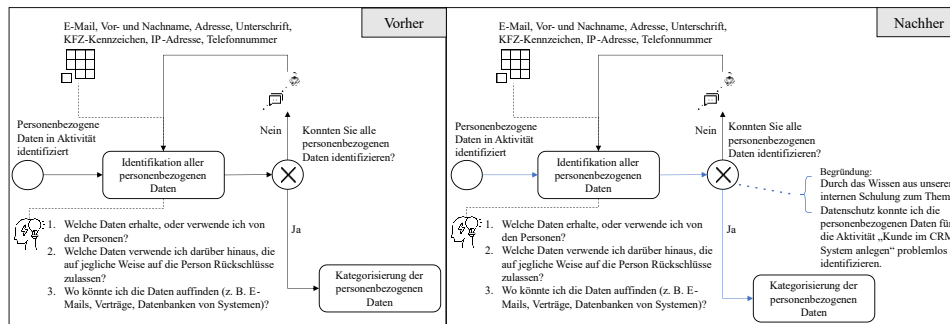 Vorher
E-Mail, Vor- und Nachname, Adresse, Unterschrift,
KFZ-Kennzeichen, IP-Adresse, Telefonnummer
Personenbezogene
Daten in Aktivität
identifiziert
Identifikation aller
personenbezogenen
Daten
Nein
Konnten Sie alle
personenbezogenen
Daten identifizieren?
Ja
1. Welche Daten erhalte, oder verwende ich von
den Personen?
2. Welche Daten verwende ich darüber hinaus, die
auf jegliche Weise auf die Person Rückschlüsse
zulassen?
3. Wo könnte ich die Daten auffinden (z. B. E-
Mails, Verträge, Datenbanken von Systemen)?
Kategorisierung der
personenbezogenen
Daten
Nachher
E-Mail, Vor- und Nachname, Adresse, Unterschrift,
KFZ-Kennzeichen, IP-Adresse, Telefonnummer
Personenbezogene
Daten in Aktivität
identifiziert
Identifikation aller
personenbezogenen
Daten
Nein
Konnten Sie alle
personenbezogenen
Daten identifizieren?
Ja
Begründung:
Durch das Wissen aus unserer
internen Schulung zum Them
Datenschutz konnte ich die
personenbezogenen Daten für
die Aktivität „Kunde im CRM
System anlegen“ problemlos
identifizieren.
1. Welche Daten erhalte, oder verwende ich von
den Personen?
2. Welche Daten verwende ich darüber hinaus, die
auf jegliche Weise auf die Person Rückschlüsse
zulassen?
3. Wo könnte ich die Daten auffinden (z. B. E-
Mails, Verträge, Datenbanken von Systemen)?
Kategorisierung der
personenbezogenen
Daten